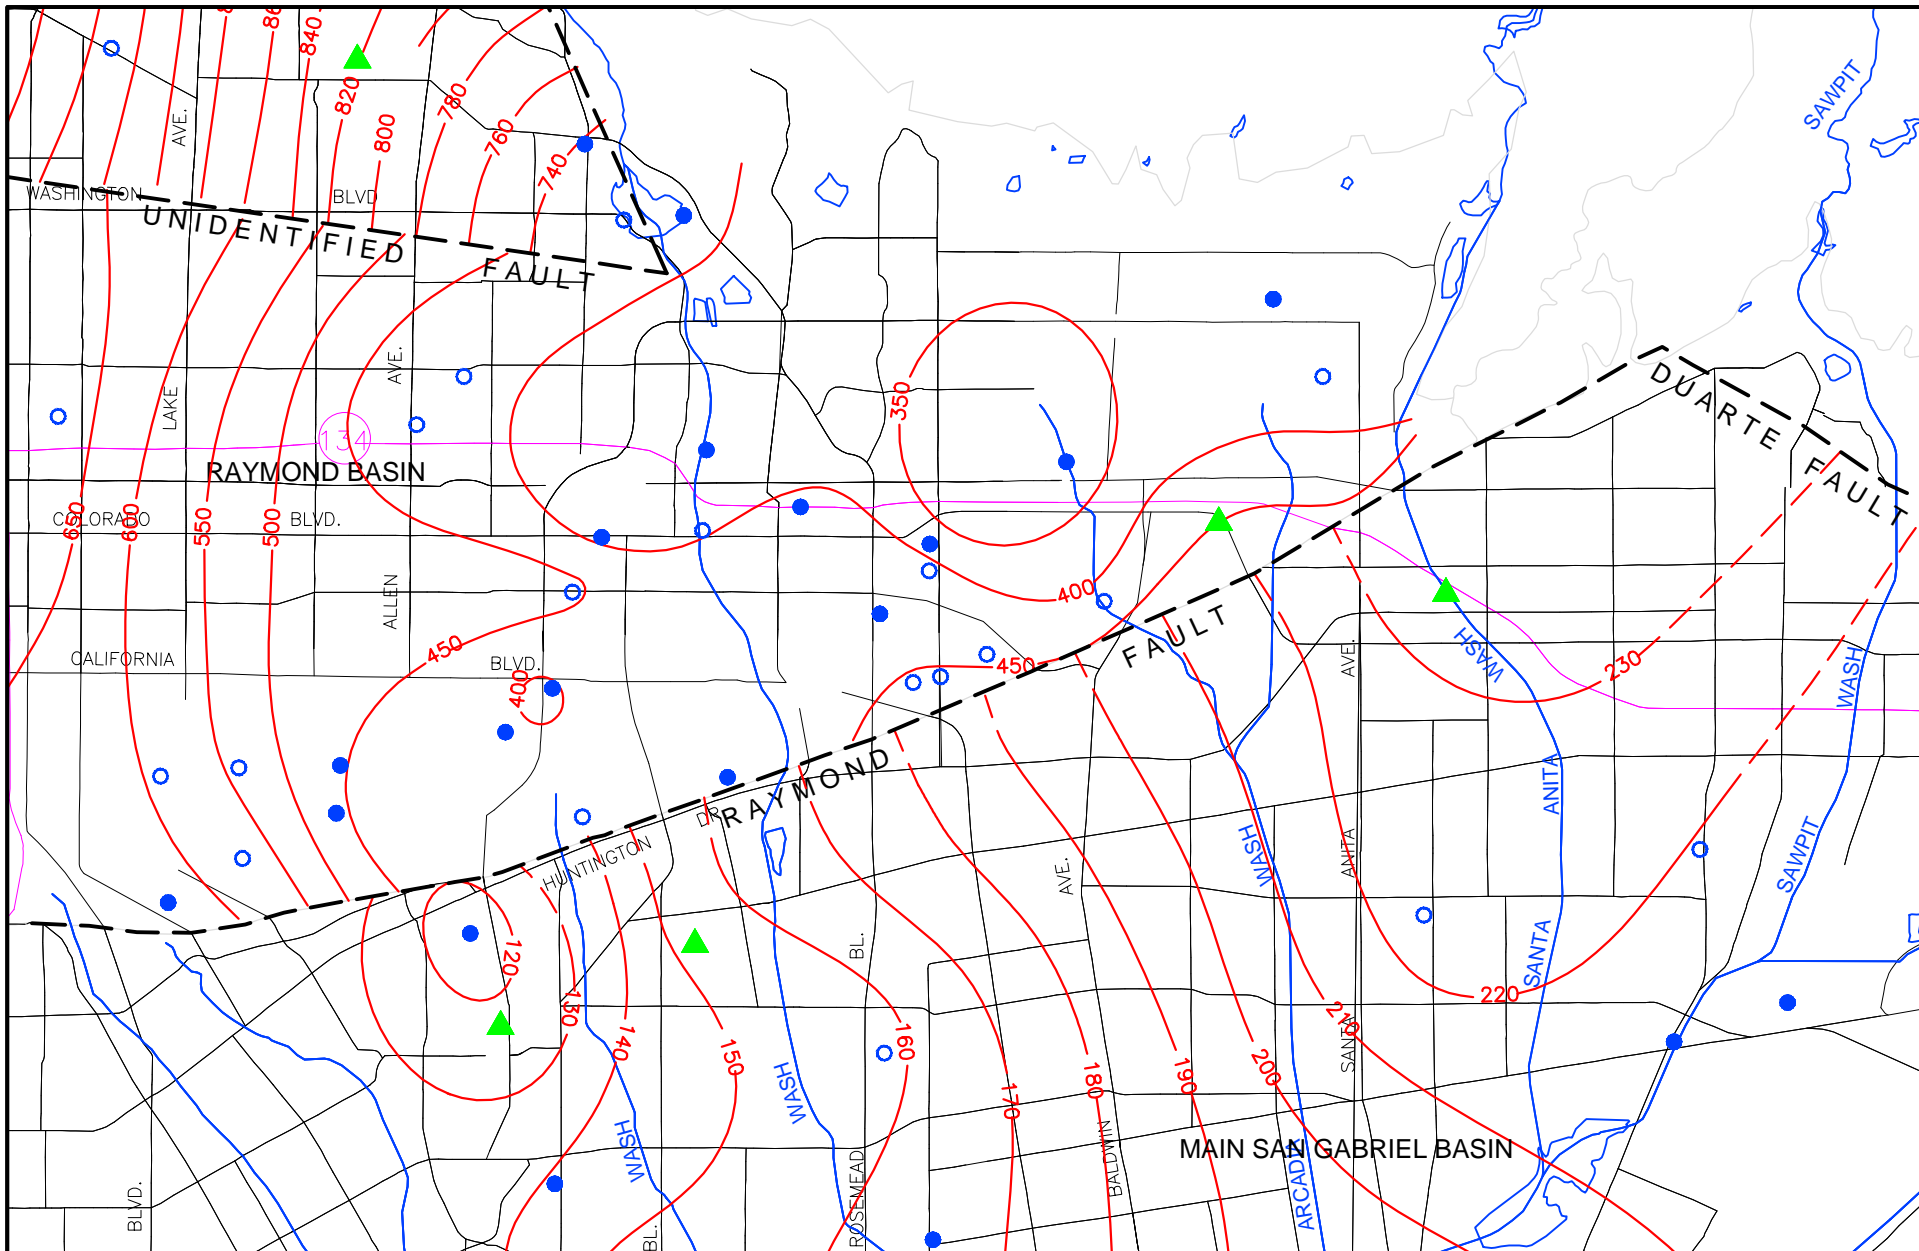 840
820
800
780
760
740
AVE.
WASHINGTON
BLVD
UNIDENTIFIED
FAULT
SAWPIT
LAKE
AVE.
350
134
RAYMOND BASIN
DUARTE
FAULT
650
600
550
500
COLORADO
BLVD.
ALLEN
400
450
CALIFORNIA
BLVD.
400
450
FAULT
WASH
AVE.
230
WASH
RAYMOND
HUNTINGTON
DR.
ANITA
WASH
ANITA
AVE.
SAWPIT
120
130
140
150
BL.
160
SANTA
220
210
SANTA
WASH
170
180
190
200
WASH
MAIN SAN GABRIEL BASIN
BLVD.
BL.
ROSEMEAD
BALDWIN
ARCADIA